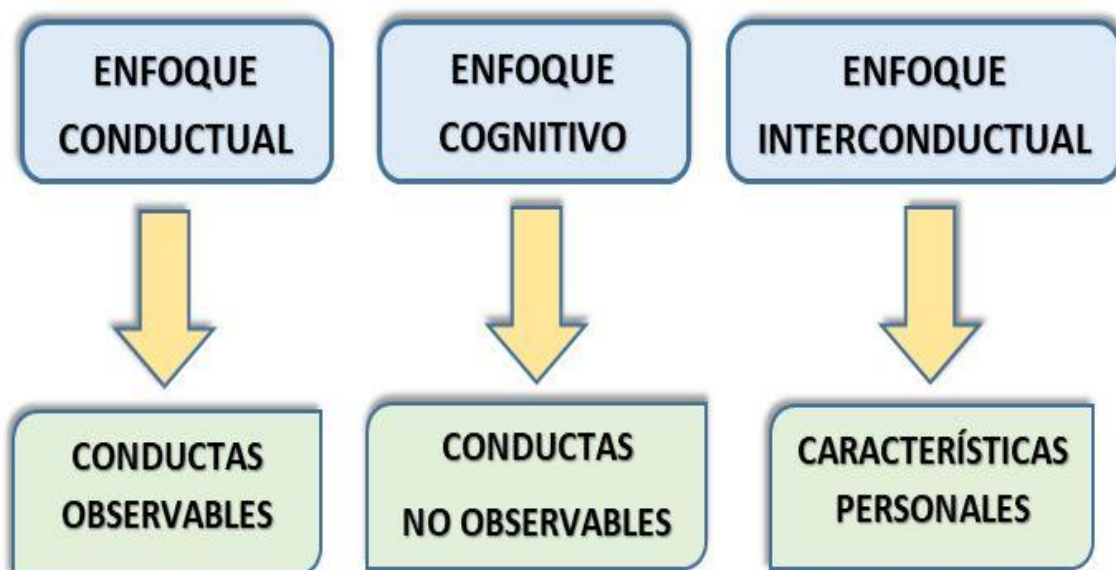 ENFOQUE
CONDUCTUAL
ENFOQUE
COGNITIVO
ENFOQUE
INTERCONDUCTUAL
CONDUCTAS
OBSERVABLES
CONDUCTAS
NO OBSERVABLES
CARACTERÍSTICAS
PERSONALES